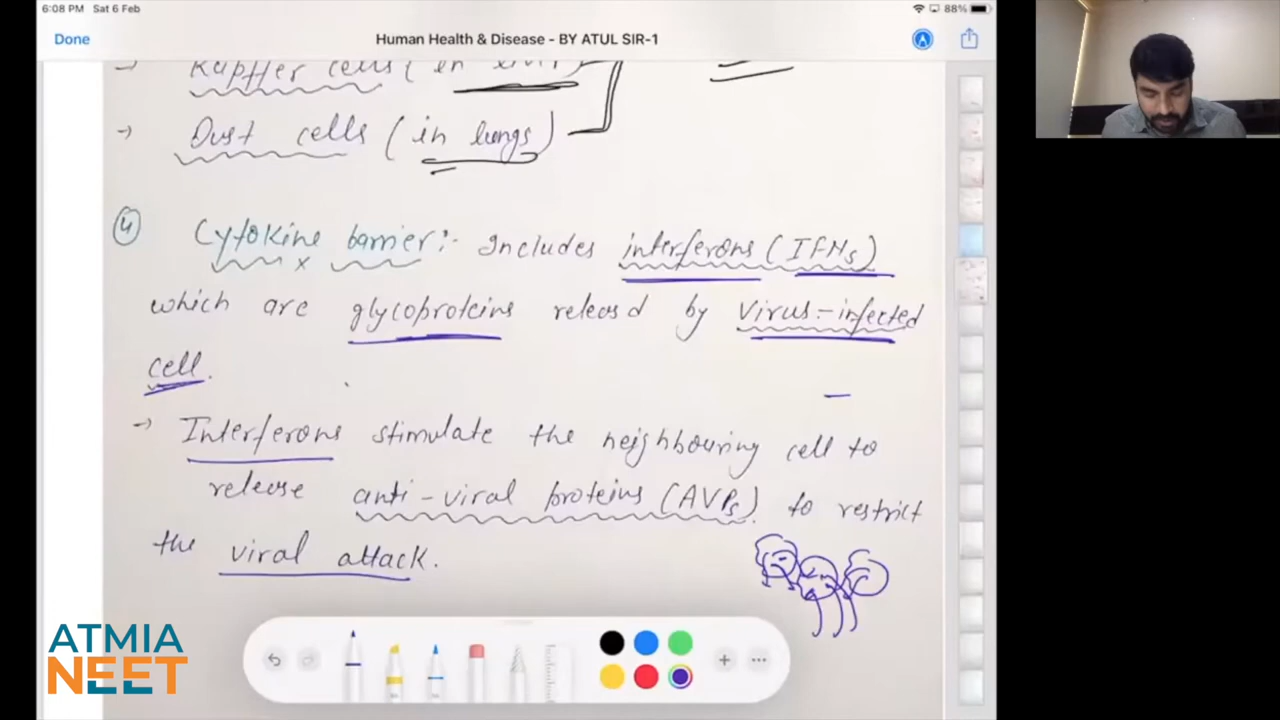 6:08 PM Sat 6 Feb
88%
Done
Human Health & Disease - BY ATUL SIR-1
→ Kupffer cells (in
→ Dust cells (in lungs)
④ Cytokine barrier:- Includes interferons (IFNs)
which are glycoproteins released by virus-infected
cell.
→ Interferons stimulate the neighbouring cell to
release anti-viral proteins (AVPs) to restrict
the viral attack.
ATMIA
NEET